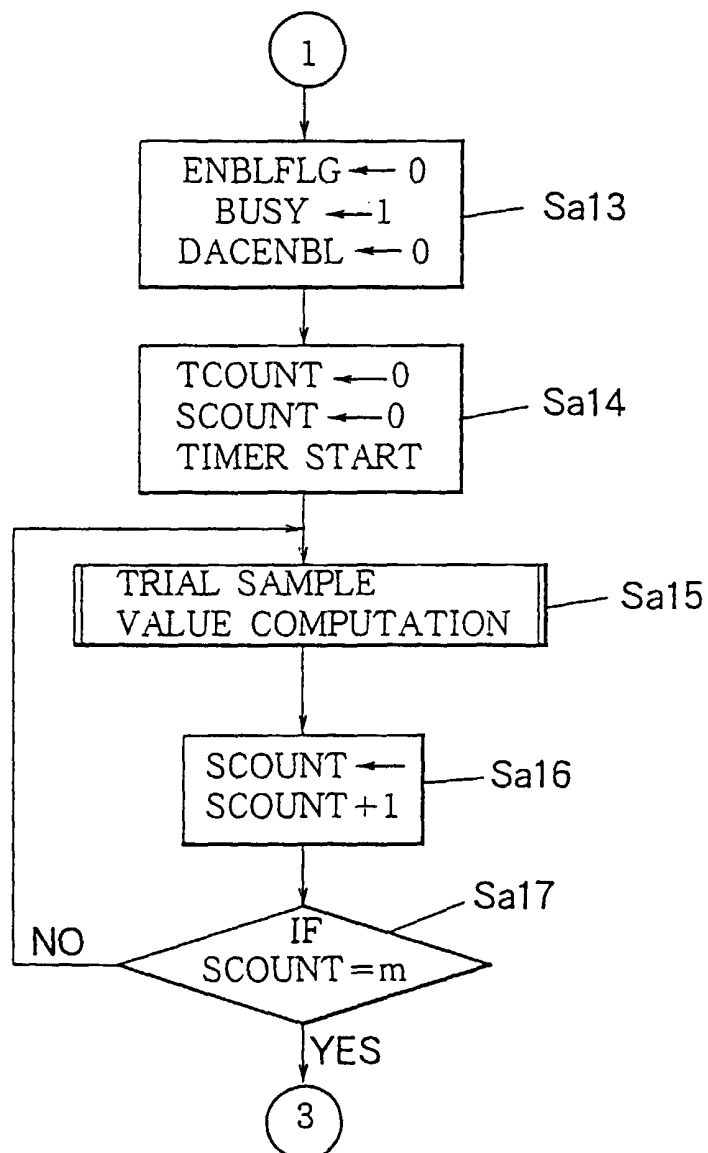 1
ENBLFLG ← 0
BUSY ← 1
DACENBL ← 0
Sa13
TCOUNT ← 0
SCOUNT ← 0
TIMER START
Sa14
TRIAL SAMPLE
VALUE COMPUTATION
Sa15
SCOUNT ←
SCOUNT+1
Sa16
Sa17
IF
SCOUNT=m
NO
YES
3